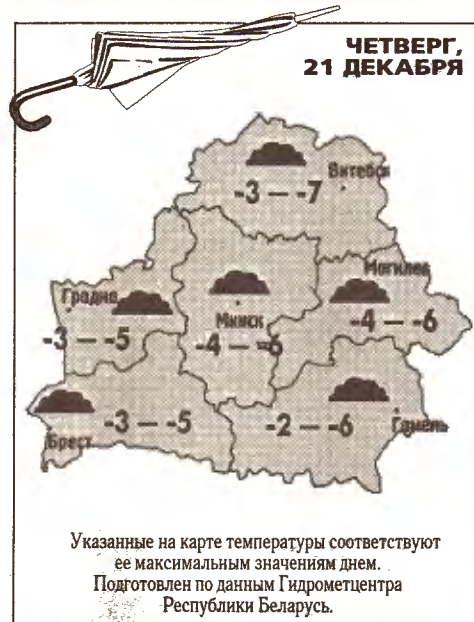 ЧЕТВЕРГ,
21 ДЕКАБРЯ
Витебск
-3 — -7
Могилев
Гродно
Минск
-4 — -6
-3 — -5
-4 — -6
-3 — -5
-2 — -6
Гомель
Брест
Указанные на карте температуры соответствуют
ее максимальным значениям днем.
Подготовлен по данным Гидрометцентра
Республики Беларусь.